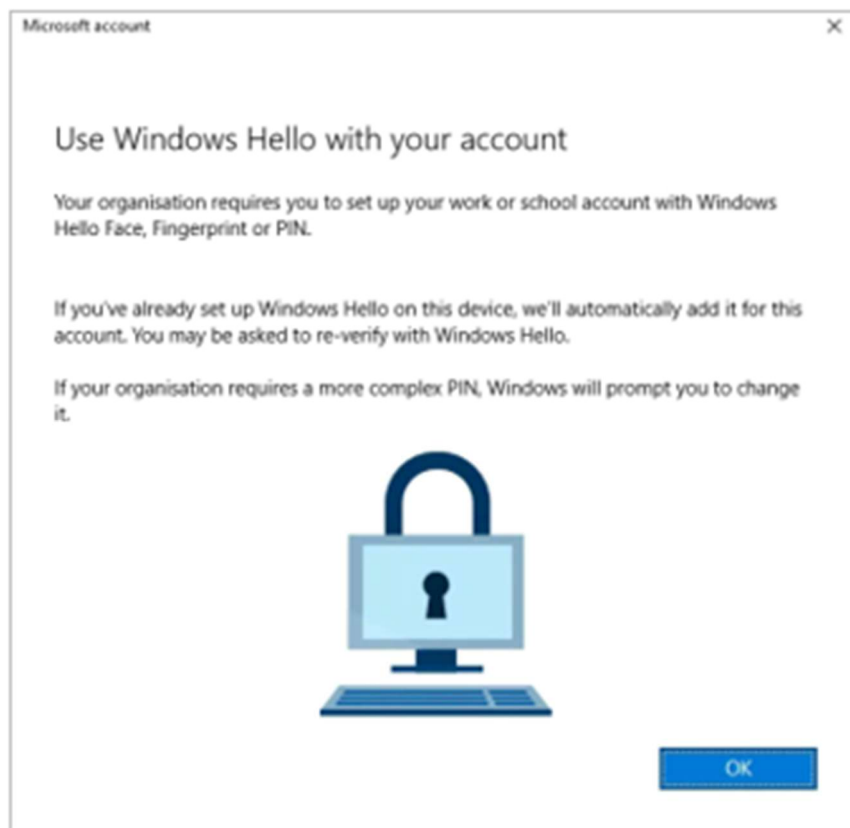 Microsoft account
Use Windows Hello with your account
Your organisation requires you to set up your work or school account with Windows
Hello Face, Fingerprint or PIN.
If you've already set up Windows Hello on this device, we'll automatically add it for this
account. You may be asked to re-verify with Windows Hello.
If your organisation requires a more complex PIN, Windows will prompt you to change
it.
OK